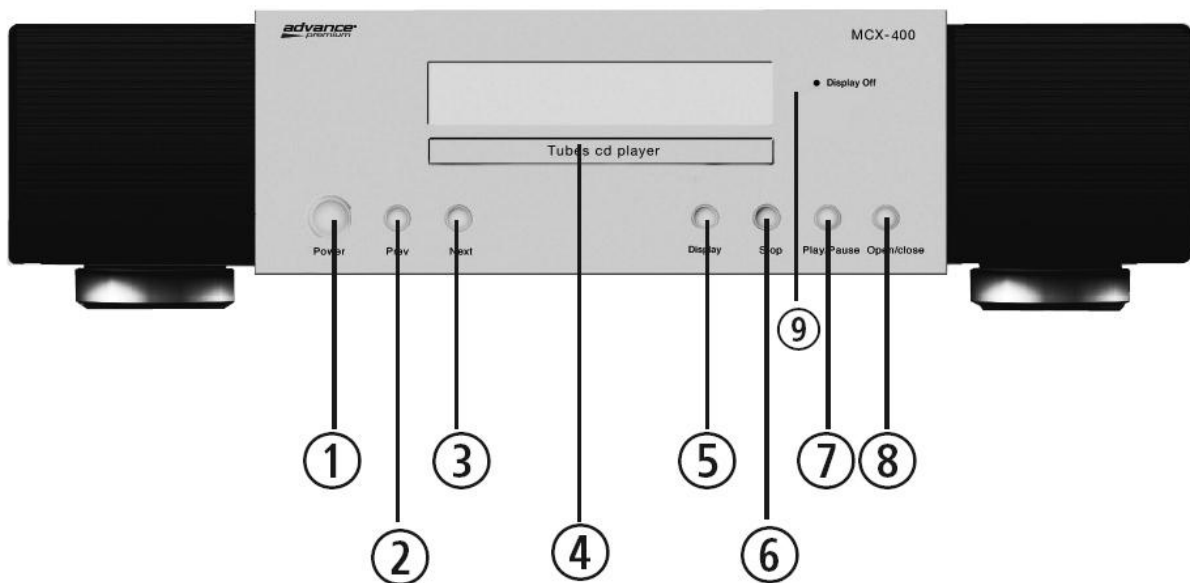 advance
premium
MCX-400
Display Off
Tubes cd player
Power Prev Next Display Stop Play/Pause Open/close
9
1 3 5 7 8
2 4 6